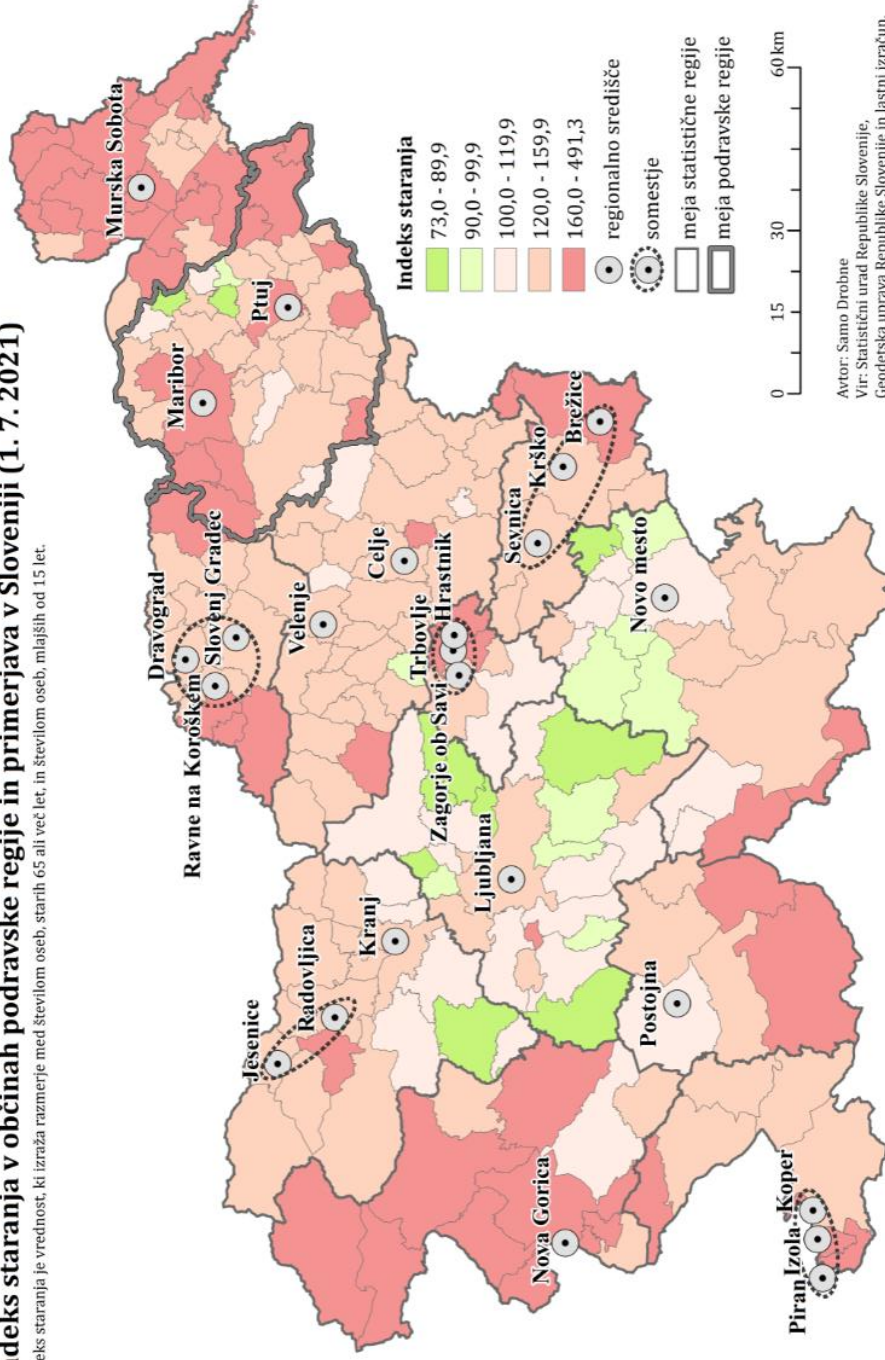 ndeks staranja v občinah podravske regije in primerjava v Sloveniji (1. 7. 2021)
eks staranja je vrednost, ki izraža razmerje med številom oseb, starih 65 ali več let, in številom oseb, mlajših od 15 let.
Murska Sobota
Maribor
Ptuj
Dravograd
Slovenj Gradec
Ravne na Koroškem
Velenje
Celje
Jesenice
Radovljica
Kranj
Trbovlje
Hrastnik
Zagorje ob Savi
Ljubljana
Sevnica
Krško
Brežice
Novo mesto
Nova Gorica
Postojna
Piran
Izola
Koper
Indeks staranja
73,0 - 89,9
90,0 - 99,9
100,0 - 119,9
120,0 - 159,9
160,0 - 491,3
regionalno središče
somestje
meja statistične regije
meja podravske regije
0 15 30 60 km
Avtor: Samo Drobne
Vir: Statistični urad Republike Slovenije,
Geodetska uprava Republike Slovenije in lastni izračun.